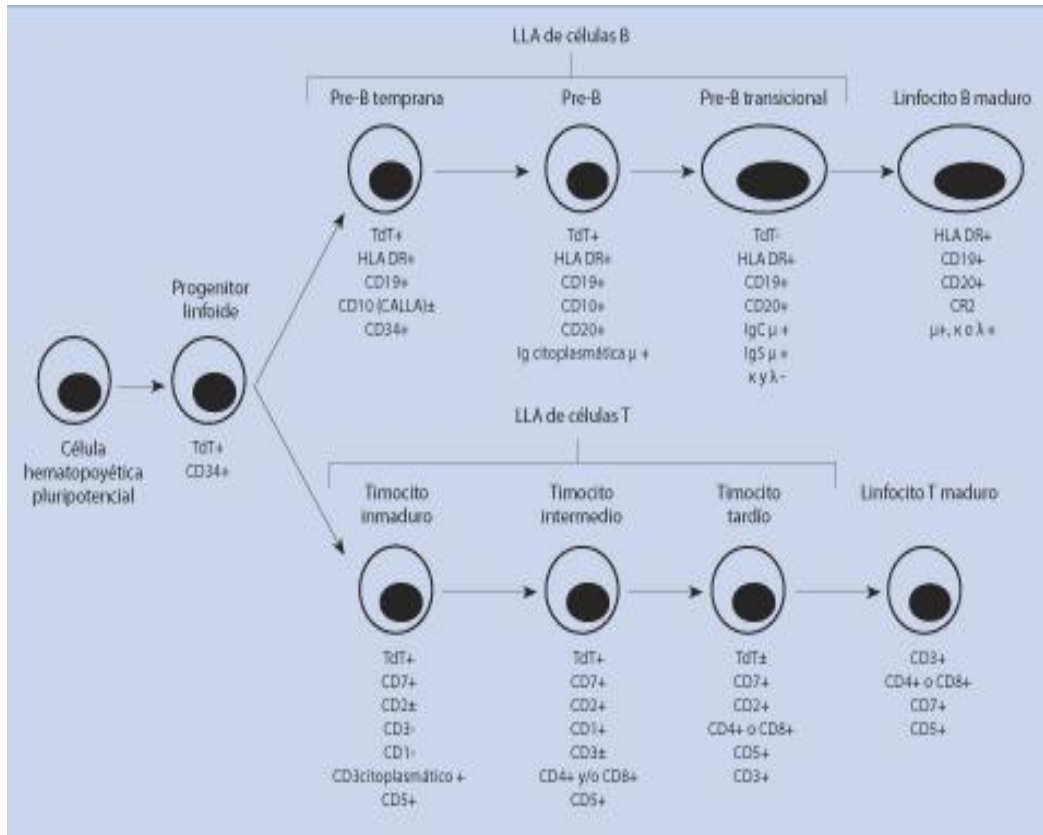 LLA de células B
Pre-B temprana
Pre-B
Pre-B transicional
Linfocito B maduro
TdT+
HLA DR+
CD19+
CD10 (CALLA)±
CD34+
TdT+
HLA DR+
CD19+
CD10+
CD20+
Ig citoplasmática μ +
TdT-
HLA DR+
CD19+
CD20+
IgC μ +
IgS μ +
κ y λ -
HLA DR+
CD19+
CD20+
CR2
μ+, κ o λ +
Célula
hematopoyética
pluripotencial
Progenitor
linfoide
TdT+
CD34+
LLA de células T
Timocito
inmaduro
Timocito
intermedio
Timocito
tardío
Linfocito T maduro
TdT+
CD7+
CD2±
CD3-
CD1-
CD3citoplasmático +
CD5+
TdT+
CD7+
CD2+
CD1+
CD3±
CD4+ y/o CD8+
CD5+
TdT±
CD7+
CD2+
CD4+ o CD8+
CD5+
CD3+
CD3+
CD4+ o CD8+
CD7+
CD5+